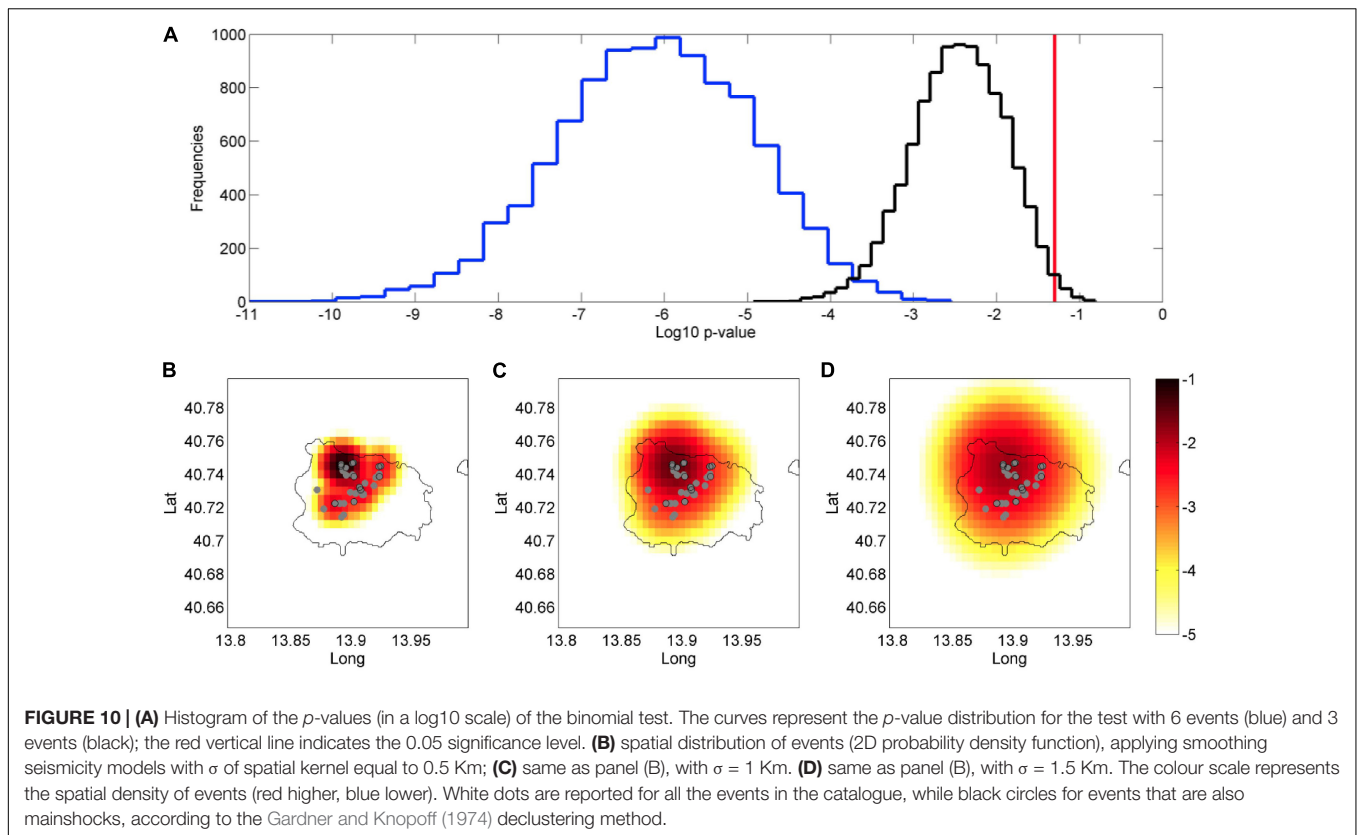 A
1000
800
600
400
200
0
Frequencies
-11 -10 -9 -8 -7 -6 -5 -4 -3 -2 -1 0
Log10 p-value
B
40.78
40.76
40.74
40.72
40.7
40.68
40.66
Lat
13.8 13.85 13.9 13.95
Long
C
40.78
40.76
40.74
40.72
40.7
40.68
40.66
Lat
13.8 13.85 13.9 13.95
Long
D
40.78
40.76
40.74
40.72
40.7
40.68
40.66
Lat
13.8 13.85 13.9 13.95
Long
-1
-2
-3
-4
-5
FIGURE 10 | (A) Histogram of the p-values (in a log10 scale) of the binomial test. The curves represent the p-value distribution for the test with 6 events (blue) and 3
events (black); the red vertical line indicates the 0.05 significance level. (B) spatial distribution of events (2D probability density function), applying smoothing
seismicity models with σ of spatial kernel equal to 0.5 Km; (C) same as panel (B), with σ = 1 Km. (D) same as panel (B), with σ = 1.5 Km. The colour scale represents
the spatial density of events (red higher, blue lower). White dots are reported for all the events in the catalogue, while black circles for events that are also
mainshocks, according to the Gardner and Knopoff (1974) declustering method.